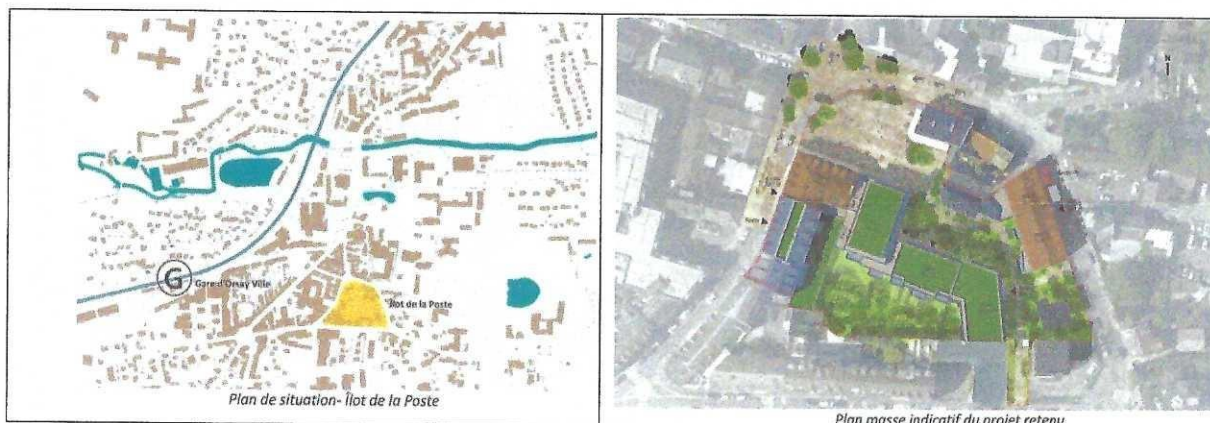 G
Gare d'Orsay Ville
Îlot de la Poste
Plan de situation- Îlot de la Poste
N
Plan masse indicatif du projet retenu